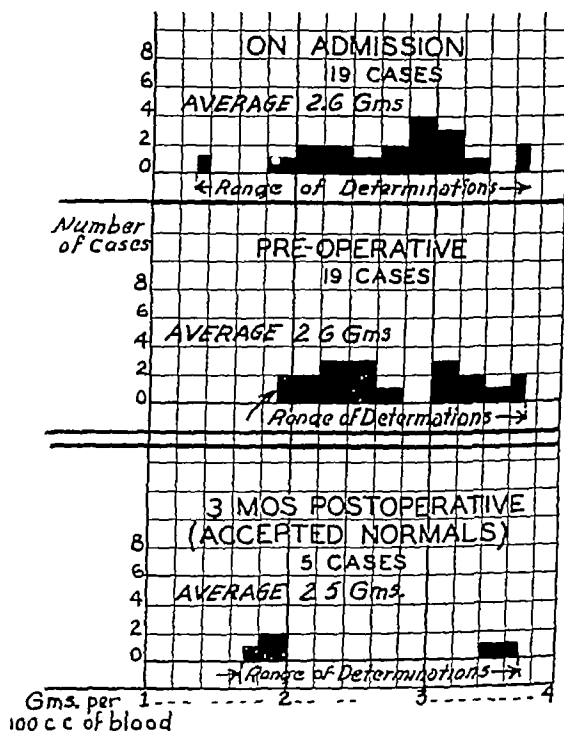 ON ADMISSION
19 CASES
AVERAGE 2.6 Gms
8
6
4
2
0
Range of Determinations
Number of Cases
PRE-OPERATIVE
19 CASES
AVERAGE 2 6 Gms
8
6
4
2
0
Range of Determations
3 MOS POSTOPERATIVE
(ACCEPTED NORMALS)
5 CASES
AVERAGE 2 5 Gms.
8
6
4
2
0
Range of Determinations
Gms. per 100 c c of blood
1 2 3 4